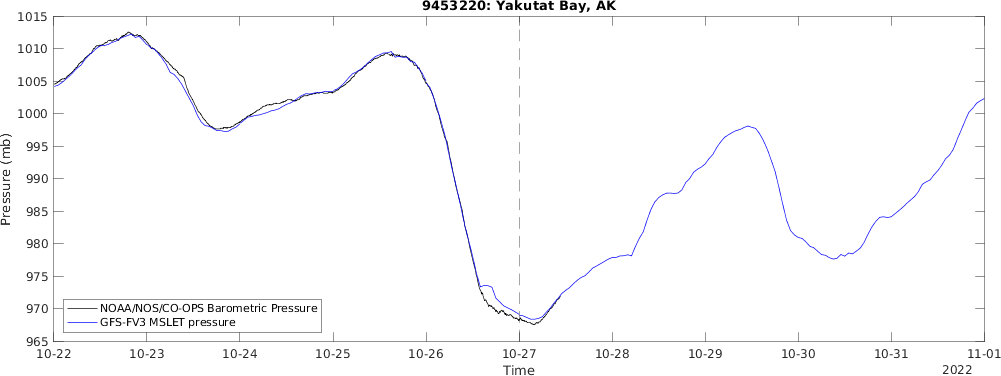 9453220: Yakutat Bay, AK
1015
1010
1005
1000
995
990
985
980
975
970
965
Pressure (mb)
NOAA/NOS/CO-OPS Barometric Pressure
GFS-FV3 MSLET pressure
10-22 10-23 10-24 10-25 10-26 10-27 10-28 10-29 10-30 10-31 11-01
Time
2022